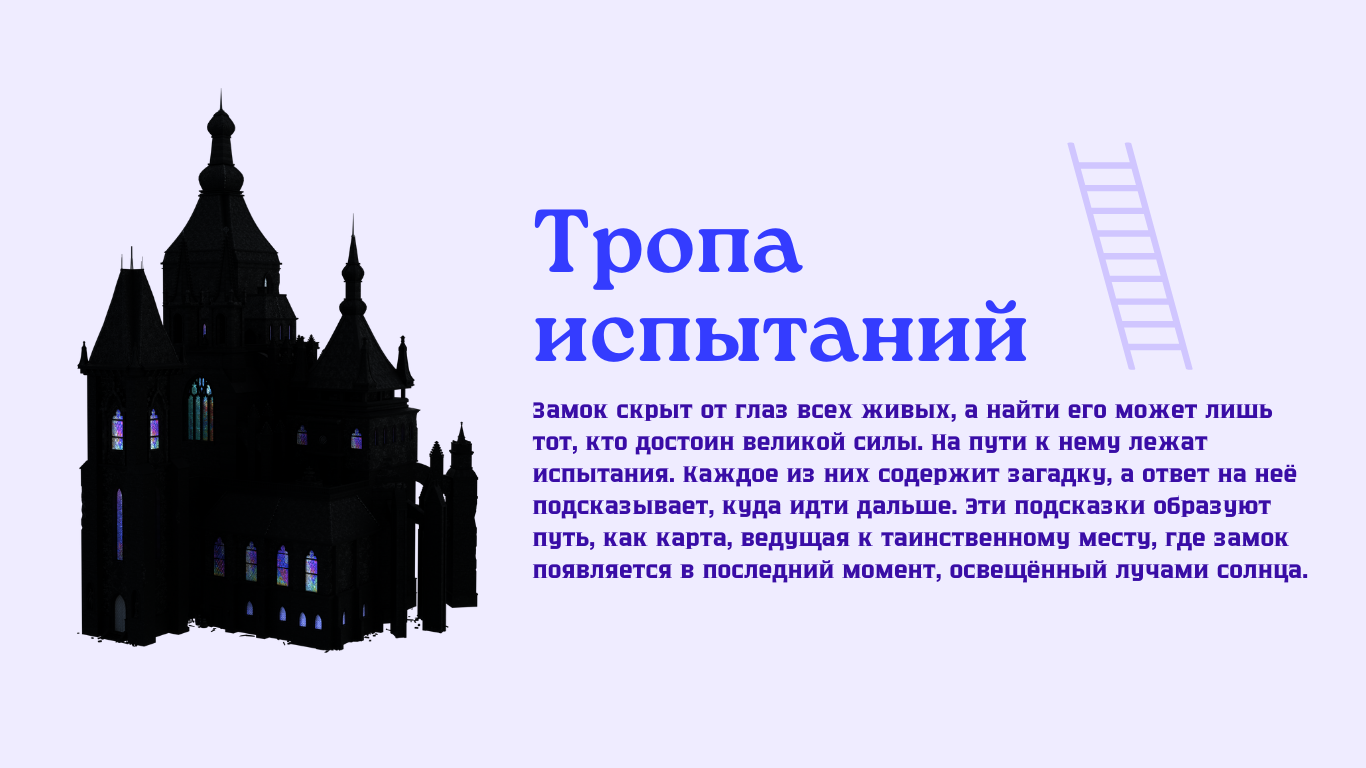 Тропа
испытаний
Замок скрыт от глаз всех живых, а найти его может лишь
тот, кто достоин великой силы. На пути к нему лежат
испытания. Каждое из них содержит загадку, а ответ на неё
подсказывает, куда идти дальше. Эти подсказки образуют
путь, как карта, ведущая к таинственному месту, где замок
появляется в последний момент, освещённый лучами солнца.